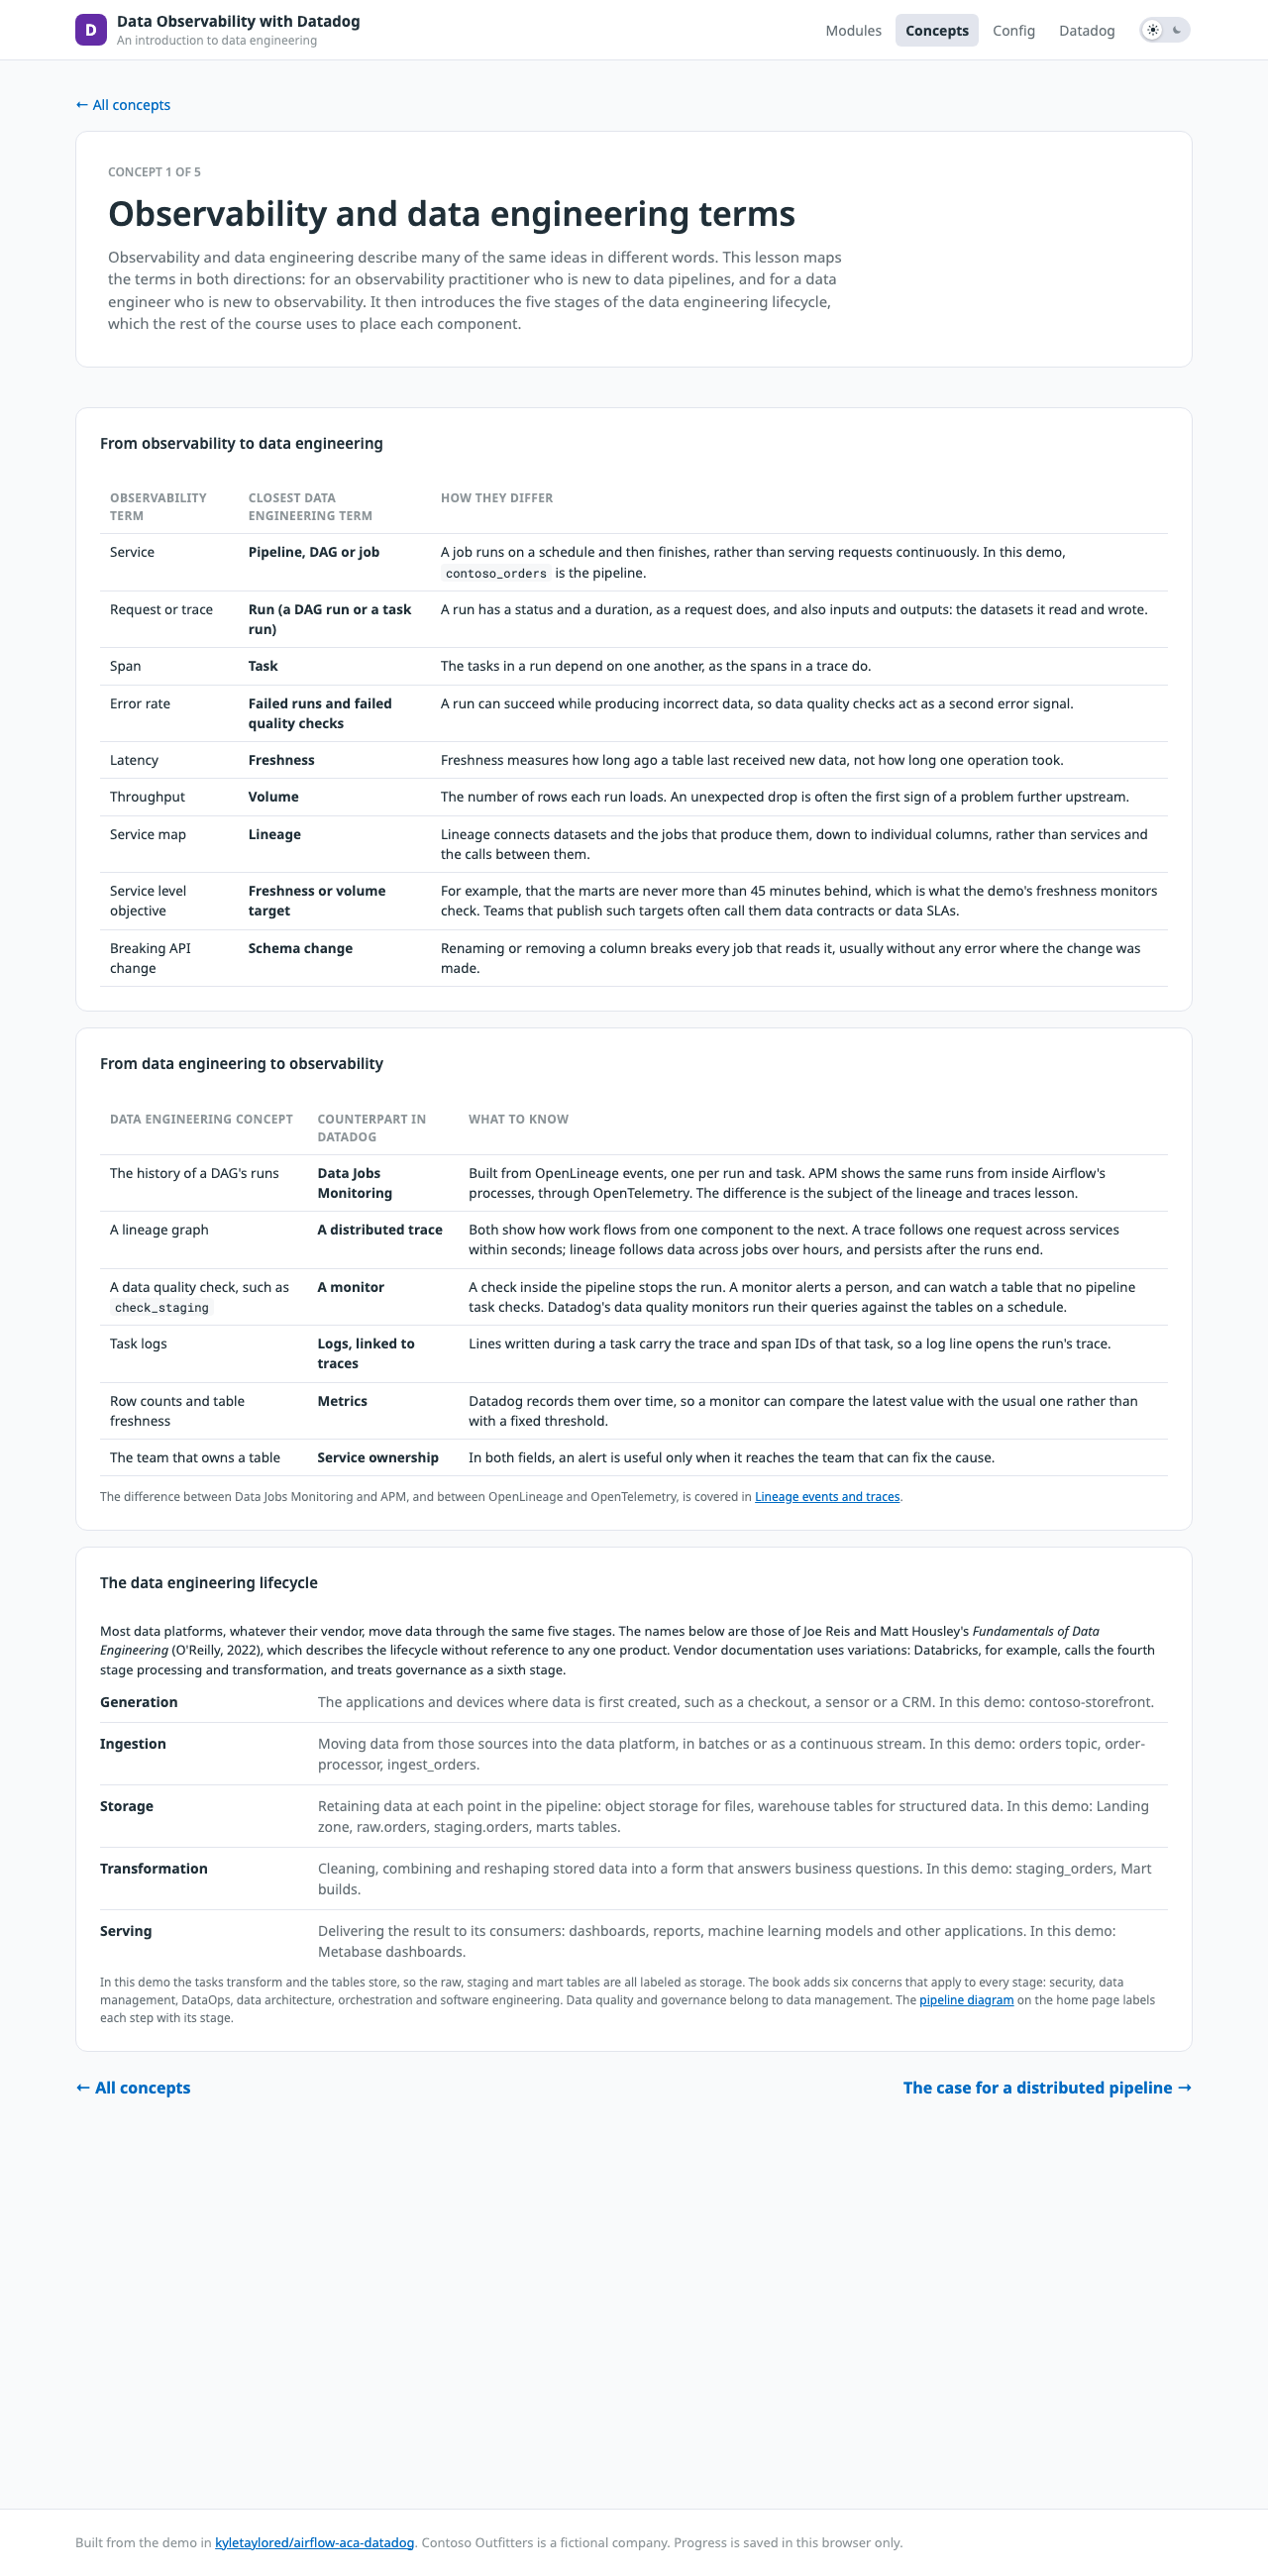 D
Data Observability with Datadog
An introduction to data engineering
Modules
Concepts
Config
Datadog
← All concepts
CONCEPT 1 OF 5
Observability and data engineering terms
Observability and data engineering describe many of the same ideas in different words. This lesson maps
the terms in both directions: for an observability practitioner who is new to data pipelines, and for a data
engineer who is new to observability. It then introduces the five stages of the data engineering lifecycle,
which the rest of the course uses to place each component.
From observability to data engineering
OBSERVABILITY
TERM
CLOSEST DATA
ENGINEERING TERM
HOW THEY DIFFER
Service
Pipeline, DAG or job
A job runs on a schedule and then finishes, rather than serving requests continuously. In this demo,
contoso_orders is the pipeline.
Request or trace
Run (a DAG run or a task
run)
A run has a status and a duration, as a request does, and also inputs and outputs: the datasets it read and wrote.
Span
Task
The tasks in a run depend on one another, as the spans in a trace do.
Error rate
Failed runs and failed
quality checks
A run can succeed while producing incorrect data, so data quality checks act as a second error signal.
Latency
Freshness
Freshness measures how long ago a table last received new data, not how long one operation took.
Throughput
Volume
The number of rows each run loads. An unexpected drop is often the first sign of a problem further upstream.
Service map
Lineage
Lineage connects datasets and the jobs that produce them, down to individual columns, rather than services and
the calls between them.
Service level
objective
Freshness or volume
target
For example, that the marts are never more than 45 minutes behind, which is what the demo's freshness monitors
check. Teams that publish such targets often call them data contracts or data SLAs.
Breaking API
change
Schema change
Renaming or removing a column breaks every job that reads it, usually without any error where the change was
made.
From data engineering to observability
DATA ENGINEERING CONCEPT
COUNTERPART IN
DATADOG
WHAT TO KNOW
The history of a DAG's runs
Data Jobs
Monitoring
Built from OpenLineage events, one per run and task. APM shows the same runs from inside Airflow's
processes, through OpenTelemetry. The difference is the subject of the lineage and traces lesson.
A lineage graph
A distributed trace
Both show how work flows from one component to the next. A trace follows one request across services
within seconds; lineage follows data across jobs over hours, and persists after the runs end.
A data quality check, such as
check_staging
A monitor
A check inside the pipeline stops the run. A monitor alerts a person, and can watch a table that no pipeline
task checks. Datadog's data quality monitors run their queries against the tables on a schedule.
Task logs
Logs, linked to
traces
Lines written during a task carry the trace and span IDs of that task, so a log line opens the run's trace.
Row counts and table
freshness
Metrics
Datadog records them over time, so a monitor can compare the latest value with the usual one rather than
with a fixed threshold.
The team that owns a table
Service ownership
In both fields, an alert is useful only when it reaches the team that can fix the cause.
The difference between Data Jobs Monitoring and APM, and between OpenLineage and OpenTelemetry, is covered in Lineage events and traces.
The data engineering lifecycle
Most data platforms, whatever their vendor, move data through the same five stages. The names below are those of Joe Reis and Matt Housley's Fundamentals of Data
Engineering (O'Reilly, 2022), which describes the lifecycle without reference to any one product. Vendor documentation uses variations: Databricks, for example, calls the fourth
stage processing and transformation, and treats governance as a sixth stage.
Generation
The applications and devices where data is first created, such as a checkout, a sensor or a CRM. In this demo: contoso-storefront.
Ingestion
Moving data from those sources into the data platform, in batches or as a continuous stream. In this demo: orders topic, order-
processor, ingest_orders.
Storage
Retaining data at each point in the pipeline: object storage for files, warehouse tables for structured data. In this demo: Landing
zone, raw.orders, staging.orders, marts tables.
Transformation
Cleaning, combining and reshaping stored data into a form that answers business questions. In this demo: staging_orders, Mart
builds.
Serving
Delivering the result to its consumers: dashboards, reports, machine learning models and other applications. In this demo:
Metabase dashboards.
In this demo the tasks transform and the tables store, so the raw, staging and mart tables are all labeled as storage. The book adds six concerns that apply to every stage: security, data
management, DataOps, data architecture, orchestration and software engineering. Data quality and governance belong to data management. The pipeline diagram on the home page labels
each step with its stage.
← All concepts
The case for a distributed pipeline →
Built from the demo in kyletaylored/airflow-aca-datadog. Contoso Outfitters is a fictional company. Progress is saved in this browser only.